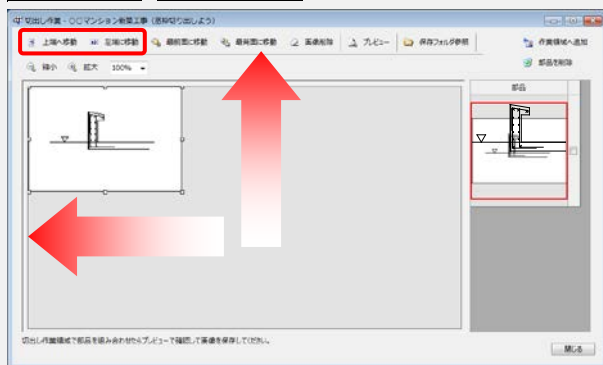 切出し作業 - ○○マンション新築工事 (忽枠切り出しよう)
上端へ移動 左端に移動 最前面に移動 最背面に移動 画像削除 プレビュー 保存フォルダ参照 作業領域へ追加
縮小 拡大 100% 部品を削除
部品
切出し作業領域で部品を組み合わせたらプレビューで確認して画像を保存してください。
閉じる